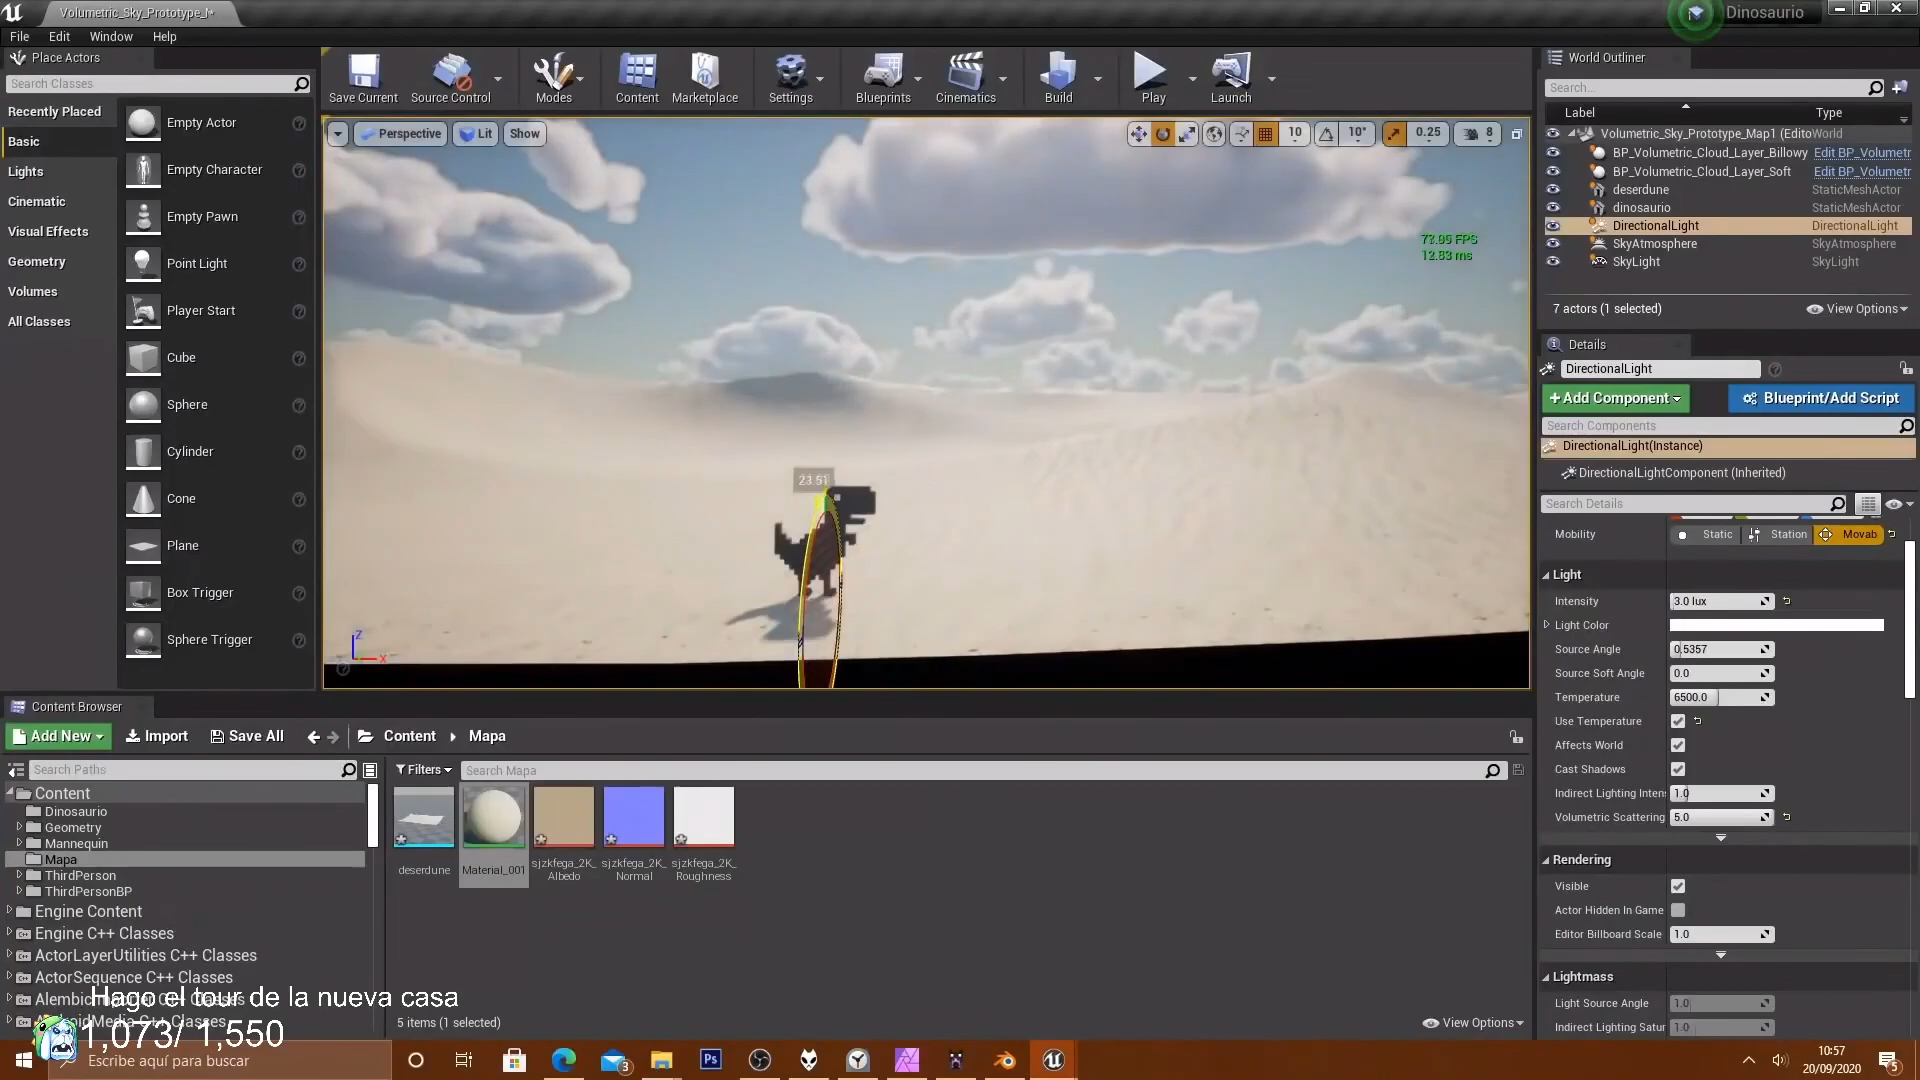 Volumetric_Sky_Prototype_M*
Dinosaurio
File Edit Window Help
Place Actors
Search Classes
Recently Placed
Basic
Lights
Cinematic
Visual Effects
Geometry
Volumes
All Classes
Empty Actor
Empty Character
Empty Pawn
Point Light
Player Start
Cube
Sphere
Cylinder
Cone
Plane
Box Trigger
Sphere Trigger
Save Current Source Control Modes Content Marketplace Settings Blueprints Cinematics Build Play Launch
Perspective Lit Show
10 10° 0.25 8
12.83 ms
23.51
Z
X
World Outliner
Search...
Label Type
Volumetric_Sky_Prototype_Map1 (Edito World
BP_Volumetric_Cloud_Layer_Billowy Edit BP_Volumetr
BP_Volumetric_Cloud_Layer_Soft Edit BP_Volumetr
deserdune StaticMeshActor
dinosaurio StaticMeshActor
DirectionalLight DirectionalLight
SkyAtmosphere SkyAtmosphere
SkyLight SkyLight
7 actors (1 selected) View Options
Details
DirectionalLight
+Add Component Blueprint/Add Script
Search Components
DirectionalLight(Instance)
DirectionalLightComponent (Inherited)
Search Details
Mobility Static Station Movab
Light
Intensity 3.0 lux
Light Color
Source Angle 0.5357
Source Soft Angle 0.0
Temperature 6500.0
Use Temperature
Affects World
Cast Shadows
Indirect Lighting Inten 1.0
Volumetric Scattering 5.0
Rendering
Visible
Actor Hidden In Game
Editor Billboard Scale 1.0
Lightmass
Light Source Angle 1.0
Indirect Lighting Satur 1.0
Content Browser
Add New Import Save All Content Mapa
Search Paths
Filters Search Mapa
Content
Dinosaurio
Geometry
Mannequin
Mapa
ThirdPerson
ThirdPersonBP
Engine Content
Engine C++ Classes
ActorLayerUtilities C++ Classes
ActorSequence C++ Classes
deserdune
Material_001
sjzkfega_2K_
Albedo
sjzkfega_2K_
Normal
sjzkfega_2K_
Roughness
5 items (1 selected) View Options
Hago el tour de la nueva casa
1,073/ 1,550
Escribe aquí para buscar
Ps
3
10:57
20/09/2020
5